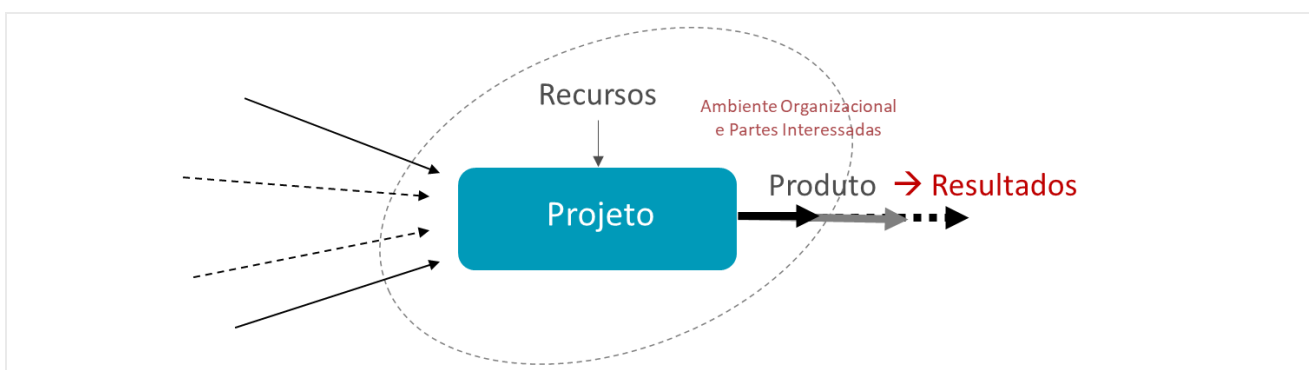 Recursos
Ambiente Organizacional
e Partes Interessadas
Projeto
Produto → Resultados